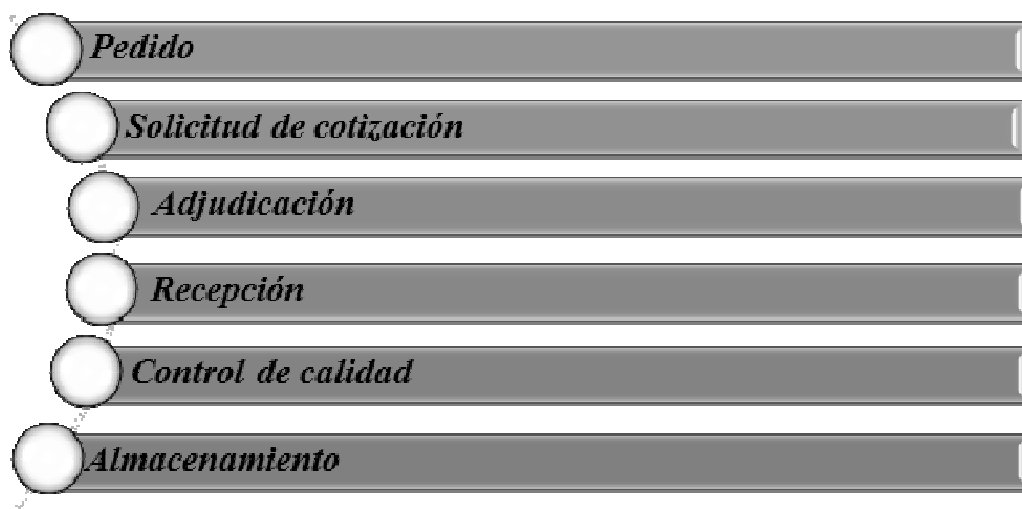 Pedido
Solicitud de cotización
Adjudicación
Recepción
Control de calidad
Almacenamiento